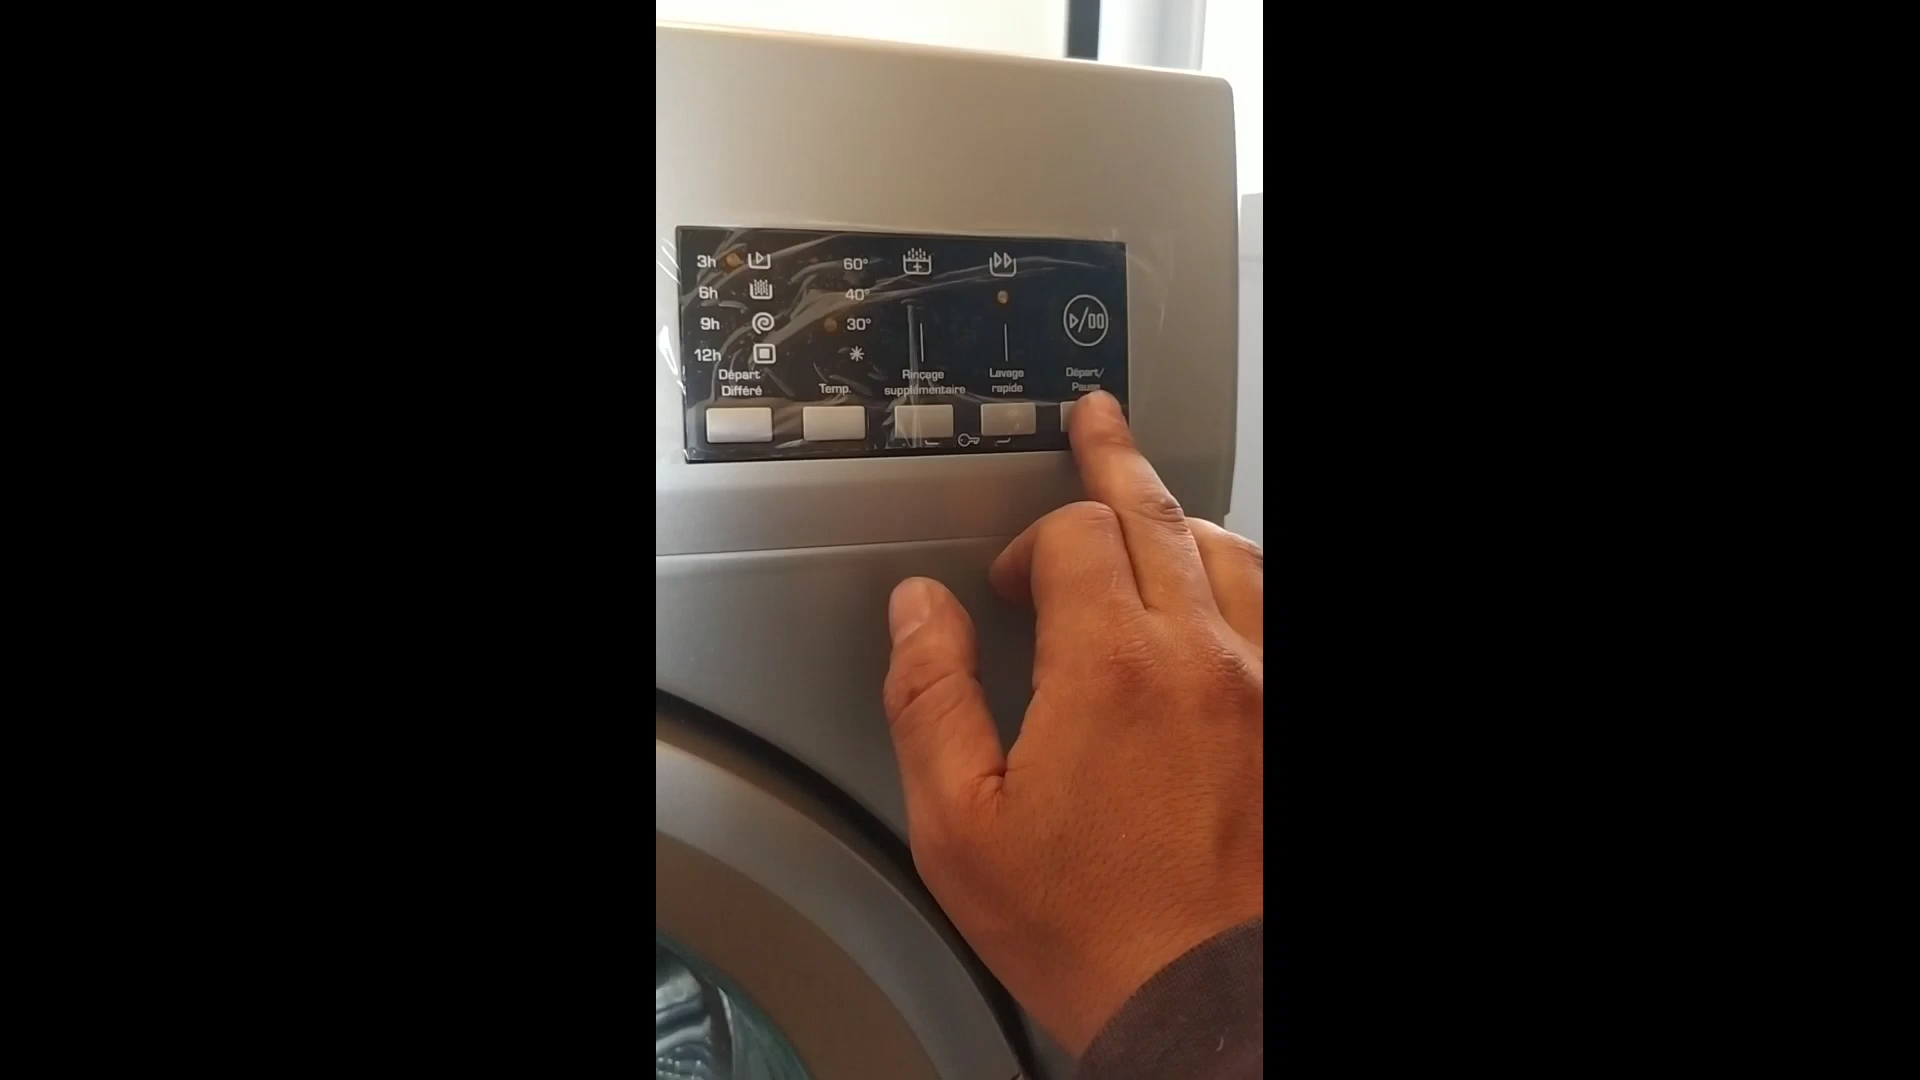 3h
6h
9h
12h
Départ
Différé
60°
40°
30°
Temp.
Rinçage
supplémentaire
Lavage
rapide
Départ/
Pause